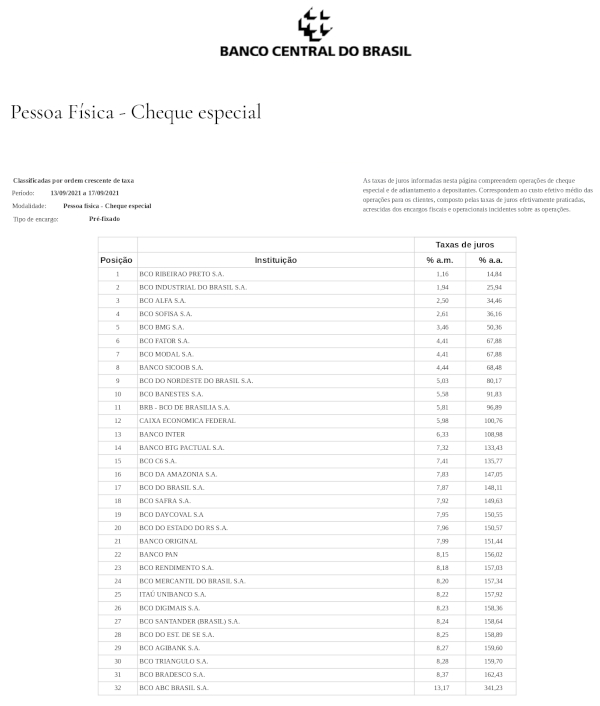 BANCO CENTRAL DO BRASIL
Pessoa Física - Cheque especial
Classificadas por ordem crescente de taxa
Período: 13/09/2021 a 17/09/2021
Modalidade: Pessoa física - Cheque especial
Tipo de encargo: Pré-fixado
As taxas de juros informadas nesta página compreendem operações de cheque
especial e de adiantamento a depositantes. Correspondem ao custo efetivo médio das
operações para os clientes, composto pelas taxas de juros efetivamente praticadas,
acrescidas dos encargos fiscais e operacionais incidentes sobre as operações.
Taxas de juros
Posição Instituição % a.m. % a.a.
1 BCO RIBEIRAO PRETO S.A. 1,16 14,84
2 BCO INDUSTRIAL DO BRASIL S.A. 1,94 25,94
3 BCO ALFA S.A. 2,50 34,46
4 BCO SOFISA S.A. 2,61 36,16
5 BCO BMG S.A. 3,46 50,36
6 BCO FATOR S.A. 4,41 67,88
7 BCO MODAL S.A. 4,41 67,88
8 BANCO SICOOB S.A. 4,44 68,48
9 BCO DO NORDESTE DO BRASIL S.A. 5,03 80,17
10 BCO BANESTES S.A. 5,58 91,83
11 BRB - BCO DE BRASILIA S.A. 5,81 96,89
12 CAIXA ECONOMICA FEDERAL 5,98 100,76
13 BANCO INTER 6,33 108,98
14 BANCO BTG PACTUAL S.A. 7,32 133,43
15 BCO C6 S.A. 7,41 135,77
16 BCO DA AMAZONIA S.A. 7,83 147,05
17 BCO DO BRASIL S.A. 7,87 148,11
18 BCO SAFRA S.A. 7,92 149,63
19 BCO DAYCOVAL S.A 7,95 150,55
20 BCO DO ESTADO DO RS S.A. 7,96 150,57
21 BANCO ORIGINAL 7,99 151,44
22 BANCO PAN 8,15 156,02
23 BCO RENDIMENTO S.A. 8,18 157,03
24 BCO MERCANTIL DO BRASIL S.A. 8,20 157,34
25 ITAÚ UNIBANCO S.A. 8,22 157,92
26 BCO DIGIMAIS S.A. 8,23 158,36
27 BCO SANTANDER (BRASIL) S.A. 8,24 158,64
28 BCO DO EST. DE SE S.A. 8,25 158,89
29 BCO AGIBANK S.A. 8,27 159,60
30 BCO TRIANGULO S.A. 8,28 159,70
31 BCO BRADESCO S.A. 8,37 162,43
32 BCO ABC BRASIL S.A. 13,17 341,23